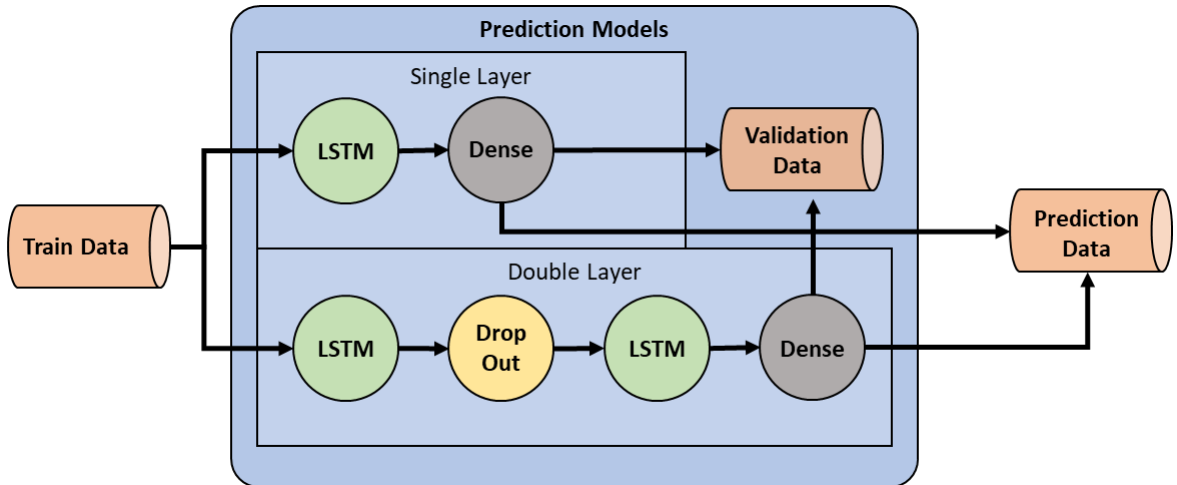 Prediction Models
Single Layer
LSTM
Dense
Validation
Data
Train Data
Prediction
Data
Double Layer
LSTM
Drop
Out
LSTM
Dense